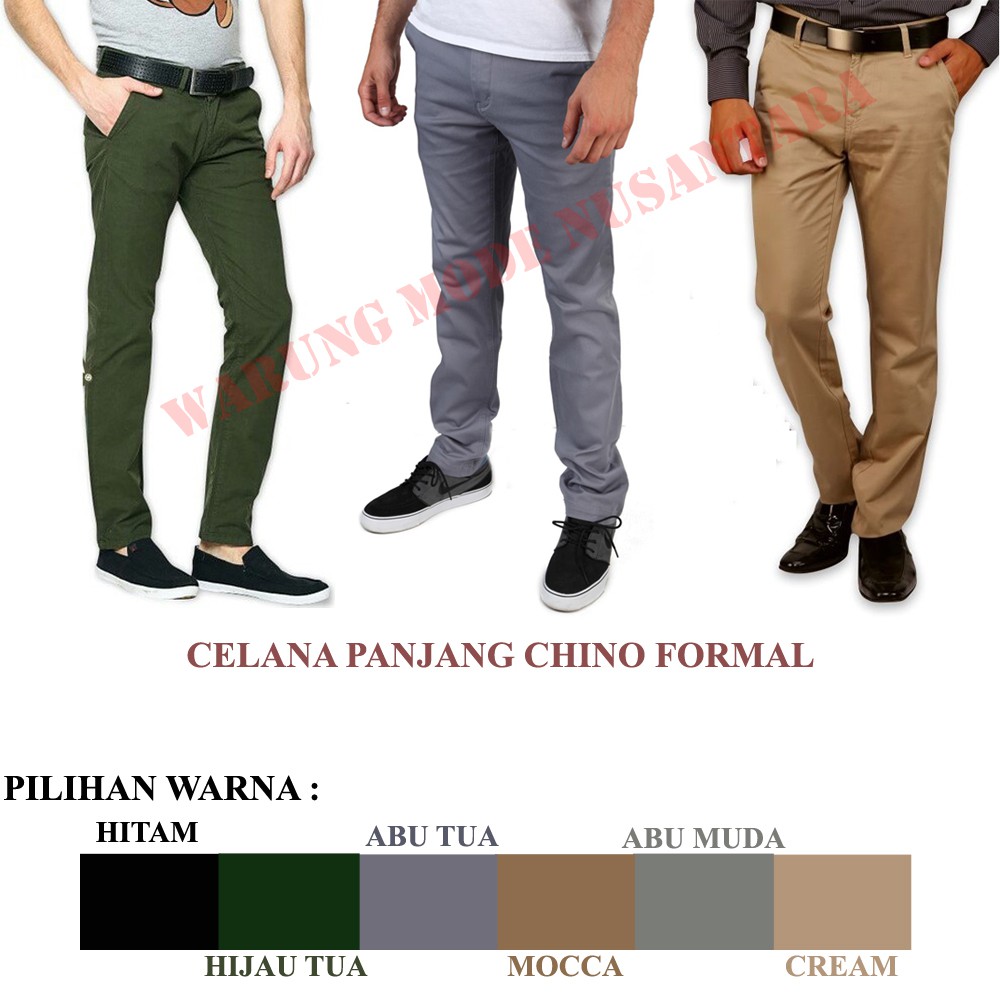 WARUNG MODE NUSANTARA
CELANA PANJANG CHINO FORMAL
PILIHAN WARNA :
HITAM
ABU TUA
ABU MUDA
HIJAU TUA
MOCCA
CREAM